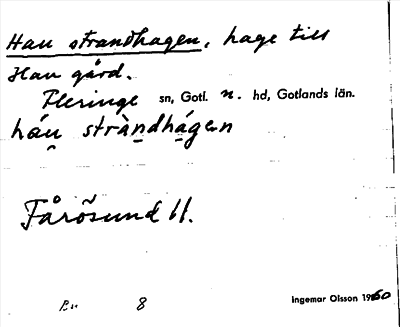 Hau strandhagen, hage till
Hau gård.
Fleringe sn, Gotl. n. hd, Gotlands län.
háu stràndhágen
Fårösund 11.
8
Ingemar Olsson 1960